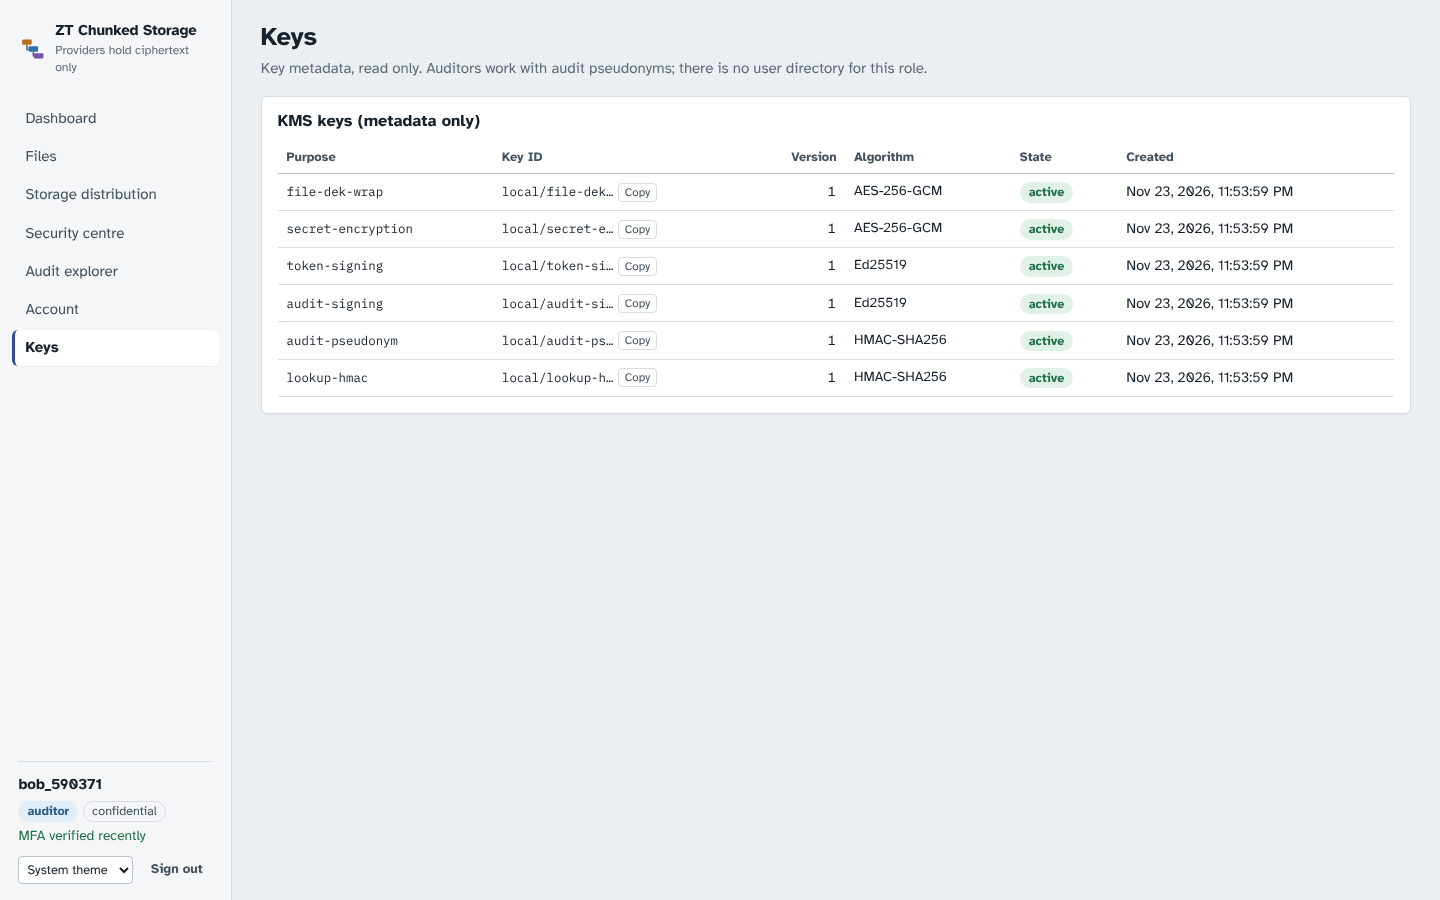 ZT Chunked Storage
Providers hold ciphertext
only
Dashboard
Files
Storage distribution
Security centre
Audit explorer
Account
Keys
bob_590371
auditor confidential
MFA verified recently
System theme Sign out
Keys
Key metadata, read only. Auditors work with audit pseudonyms; there is no user directory for this role.
KMS keys (metadata only)
Purpose Key ID Version Algorithm State Created
file-dek-wrap local/file-dek… Copy 1 AES-256-GCM active Nov 23, 2026, 11:53:59 PM
secret-encryption local/secret-e… Copy 1 AES-256-GCM active Nov 23, 2026, 11:53:59 PM
token-signing local/token-si… Copy 1 Ed25519 active Nov 23, 2026, 11:53:59 PM
audit-signing local/audit-si… Copy 1 Ed25519 active Nov 23, 2026, 11:53:59 PM
audit-pseudonym local/audit-ps… Copy 1 HMAC-SHA256 active Nov 23, 2026, 11:53:59 PM
lookup-hmac local/lookup-h… Copy 1 HMAC-SHA256 active Nov 23, 2026, 11:53:59 PM